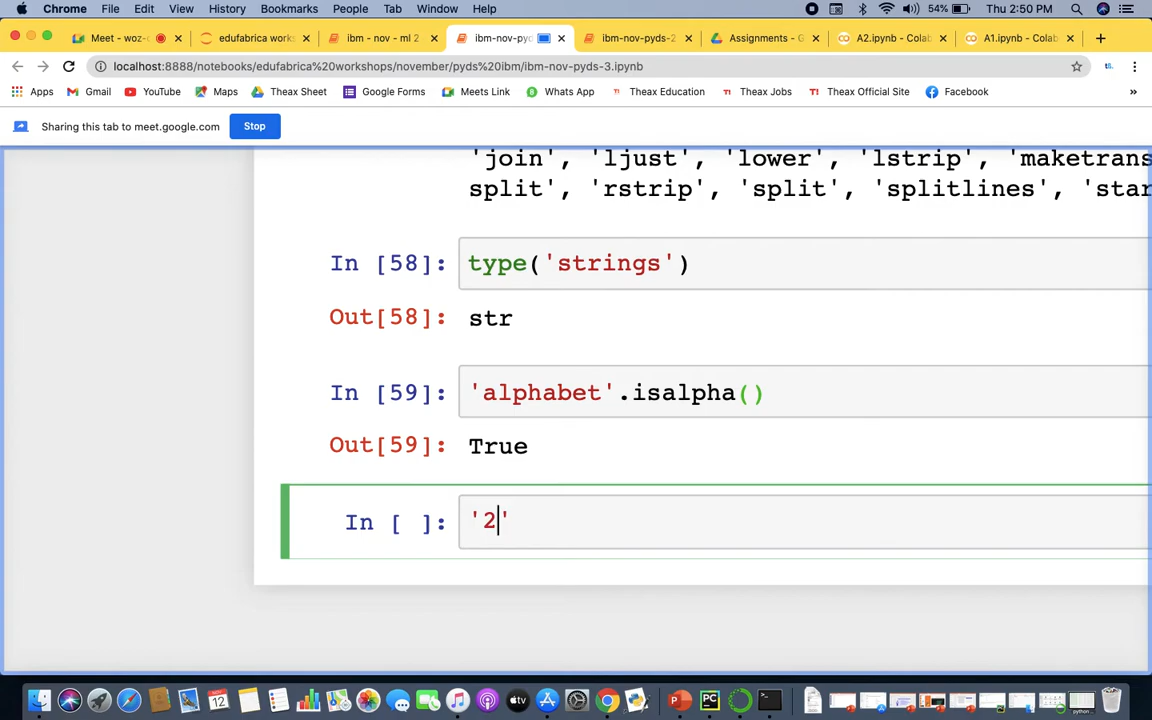 Chrome File Edit View History Bookmarks People Tab Window Help 54% Thu 2:50 PM
Meet - woz-u edufabrica works ibm - nov - ml 2 ibm-nov-pyd ibm-nov-pyds-2 Assignments - G A2.ipynb - Colab A1.ipynb - Colab
localhost:8888/notebooks/edufabrica%20workshops/november/pyds%20ibm/ibm-nov-pyds-3.ipynb
Apps Gmail YouTube Maps Theax Sheet Google Forms Meets Link Whats App Theax Education Theax Jobs Theax Official Site Facebook »
Sharing this tab to meet.google.com Stop
'join', 'ljust', 'lower', 'lstrip', 'maketrans
split', 'rstrip', 'split', 'splitlines', 'star
In [58]: type('strings')
Out[58]: str
In [59]: 'alphabet'.isalpha()
Out[59]: True
In [ ]: '2'